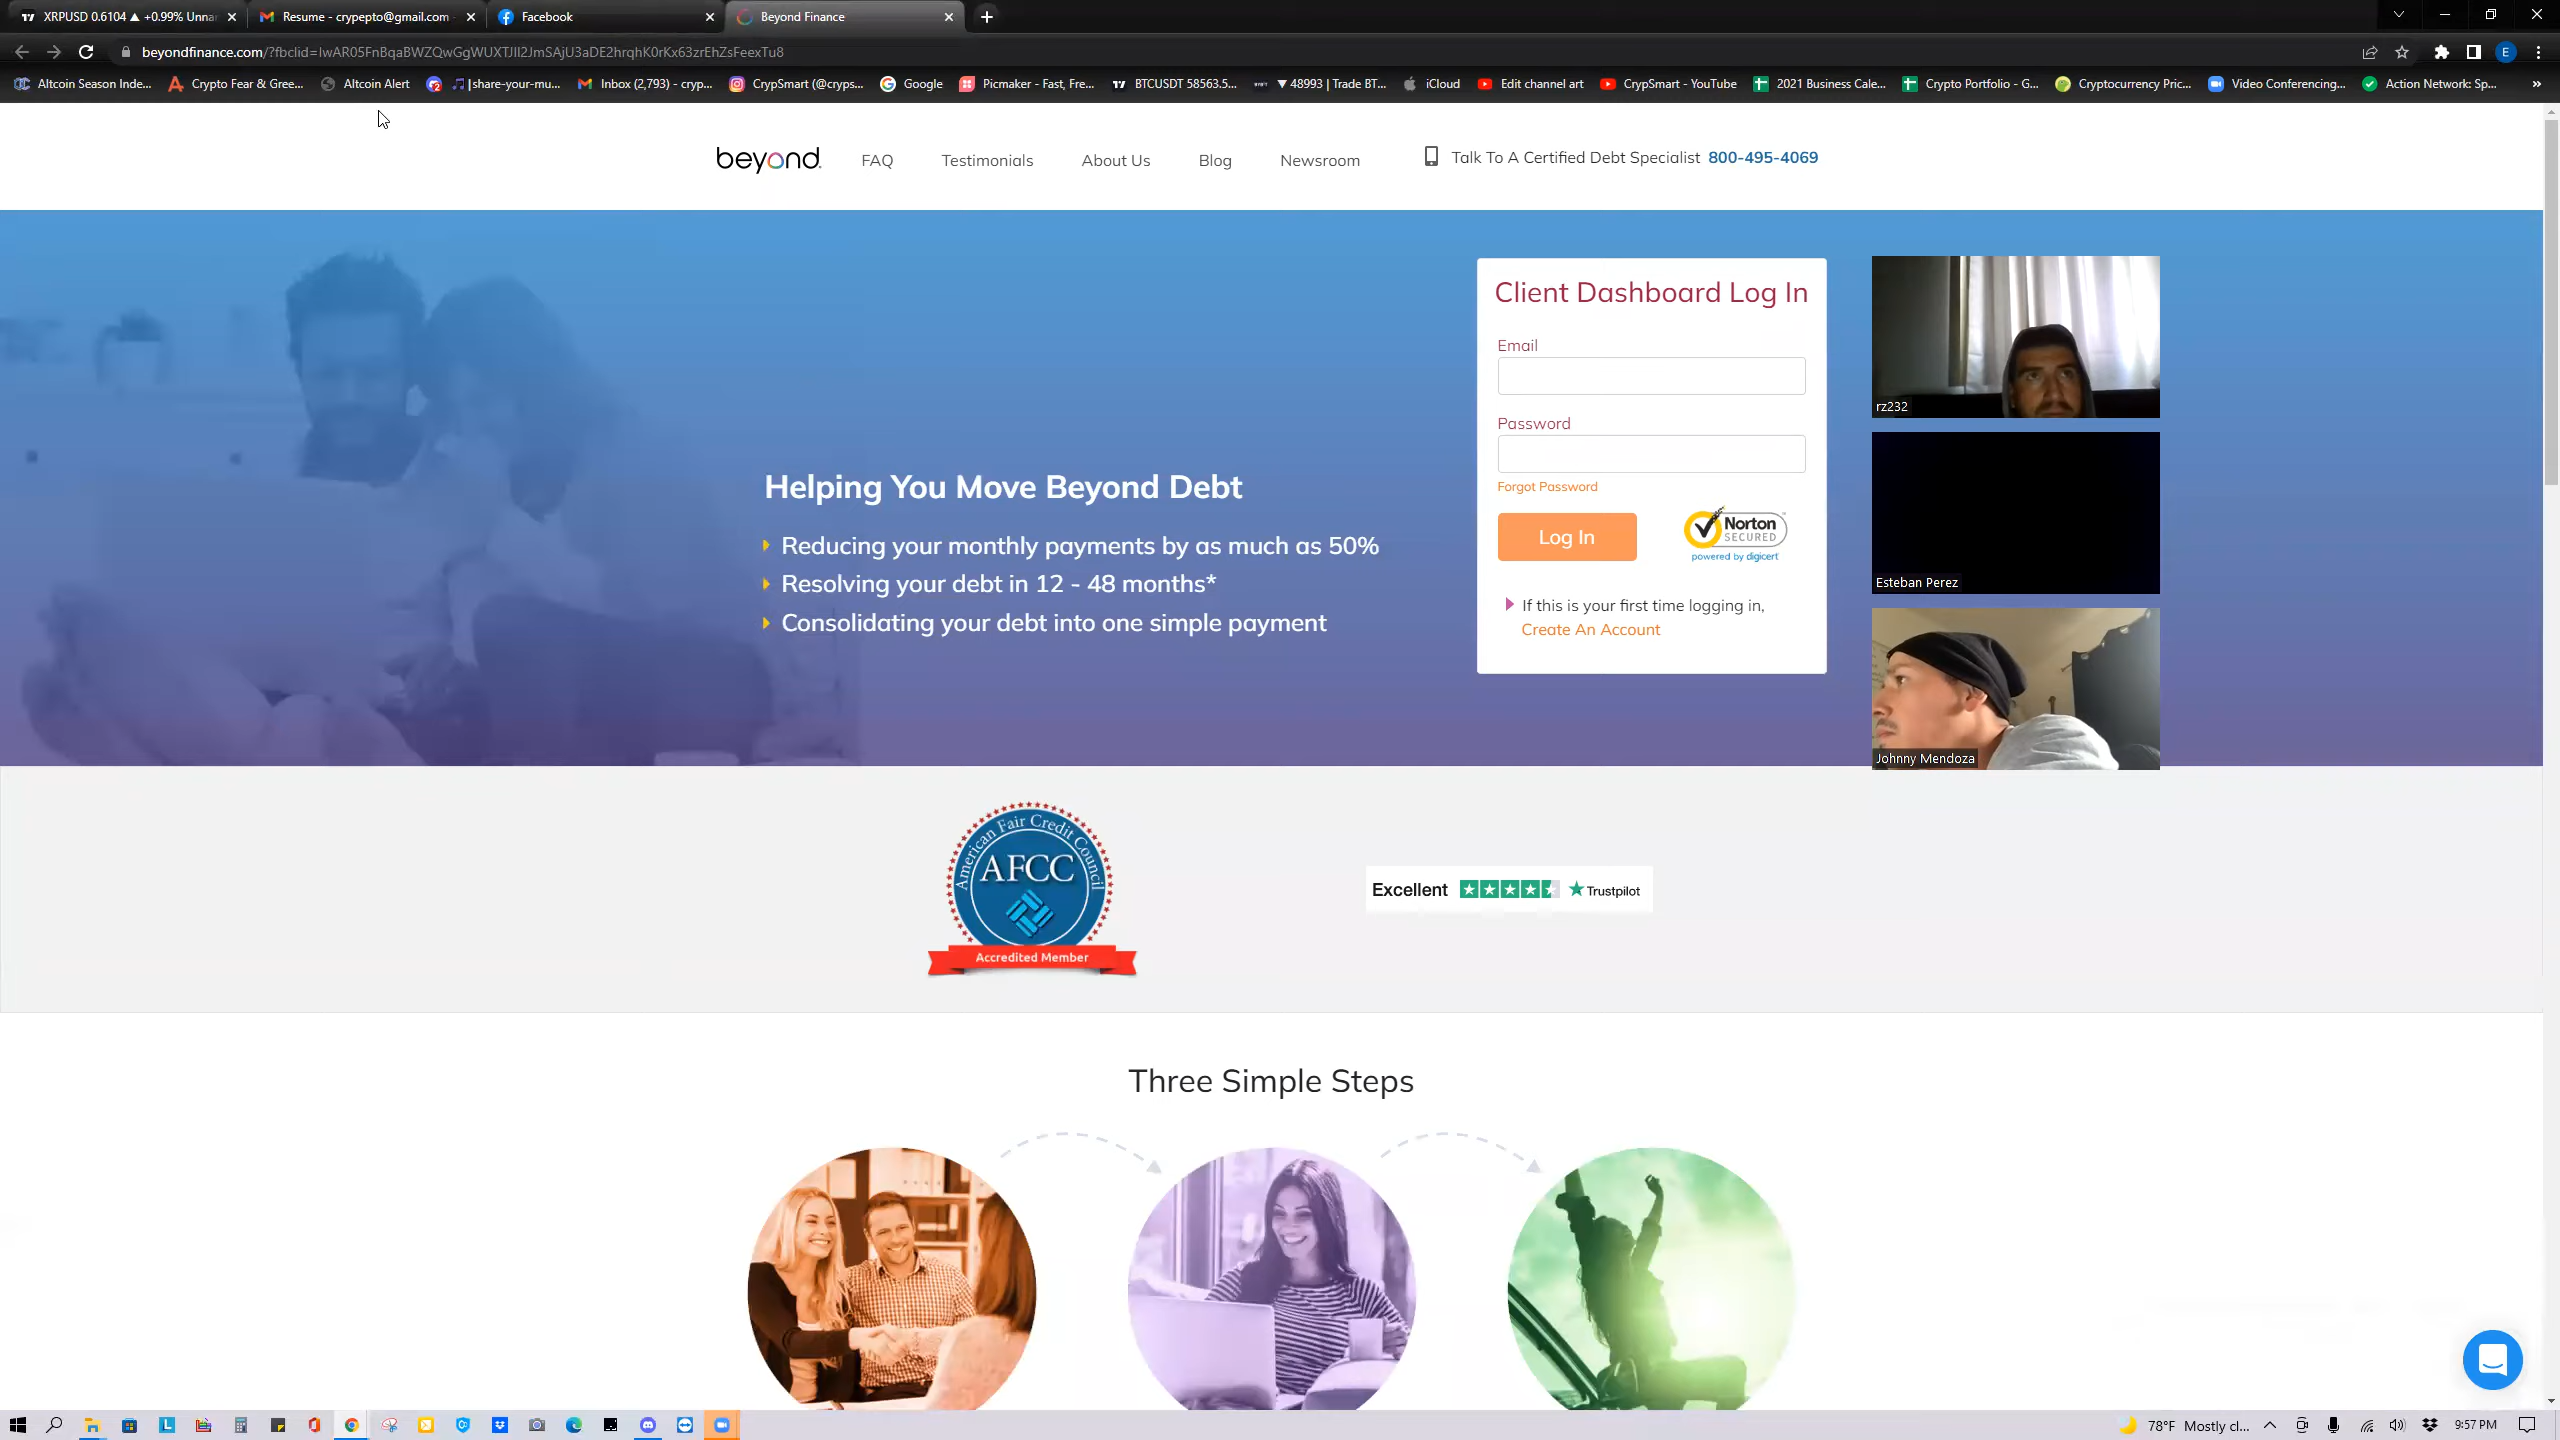 XRPUSD 0.6104 ▲ +0.99% Unna
Resume - crypepto@gmail.com
Facebook
Beyond Finance
beyondfinance.com/?fbclid=IwAR05FnBqaBWZQwGgWUXTJIl2JmSAjU3aDE2hrqhK0rKx63zrEhZsFeexTu8
E
Altcoin Season Inde...
Crypto Fear & Gree...
Altcoin Alert
|share-your-mu...
Inbox (2,793) - cryp...
CrypSmart (@cryps...
Google
Picmaker - Fast, Fre...
BTCUSDT 58563.5...
▼ 48993 | Trade BT...
iCloud
Edit channel art
CrypSmart - YouTube
2021 Business Cale...
Crypto Portfolio - G...
Cryptocurrency Pric...
Video Conferencing...
Action Network: Sp...
»
beyond
FAQ
Testimonials
About Us
Blog
Newsroom
Talk To A Certified Debt Specialist 800-495-4069
Client Dashboard Log In
Email
Password
Forgot Password
Log In
Norton
SECURED
powered by digicert
If this is your first time logging in,
Create An Account
Helping You Move Beyond Debt
Reducing your monthly payments by as much as 50%
Resolving your debt in 12 - 48 months*
Consolidating your debt into one simple payment
rz232
Esteban Perez
Johnny Mendoza
American Fair Credit Council
AFCC
Accredited Member
Excellent
Trustpilot
Three Simple Steps
78°F Mostly cl...
9:57 PM